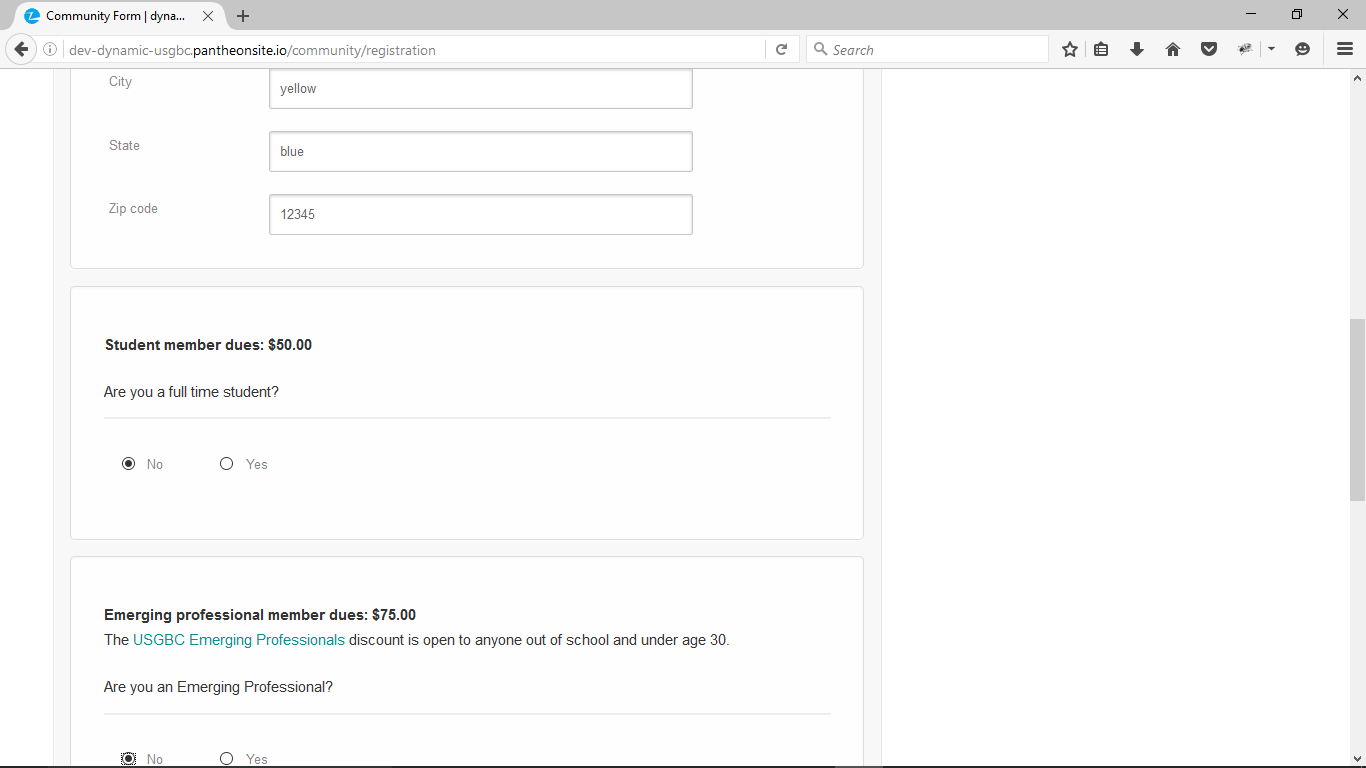 Community Form | dyna...
dev-dynamic-usgbc.pantheonsite.io/community/registration
Search
City
yellow
State
blue
Zip code
12345
Student member dues: $50.00
Are you a full time student?
No Yes
Emerging professional member dues: $75.00
The USGBC Emerging Professionals discount is open to anyone out of school and under age 30.
Are you an Emerging Professional?
No Yes